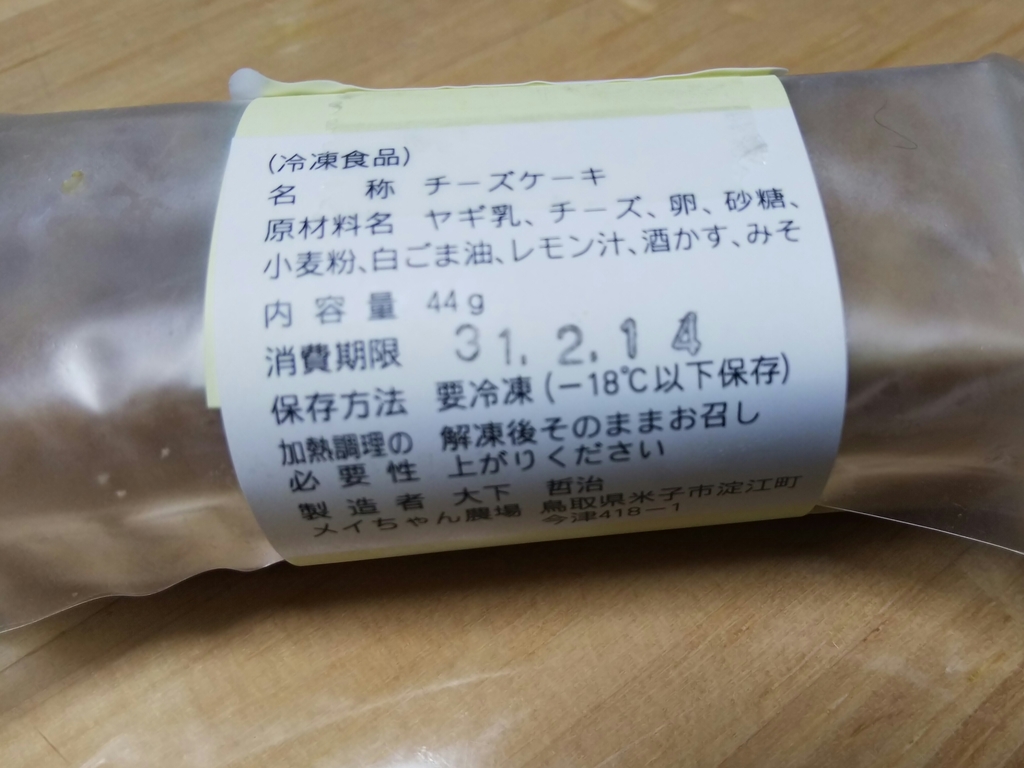 (冷凍食品)
名 称 チーズケーキ
原材料名 ヤギ乳、チーズ、卵、砂糖、
小麦粉、白ごま油、レモン汁、酒かす、みそ
内容量 44g
消費期限 31.2.14
保存方法 要冷凍(-18℃以下保存)
加熱調理の 解凍後そのままお召し
必要性 上がりください
製造者 大下 哲治
メイちゃん農場 鳥取県米子市淀江町
今津418-1